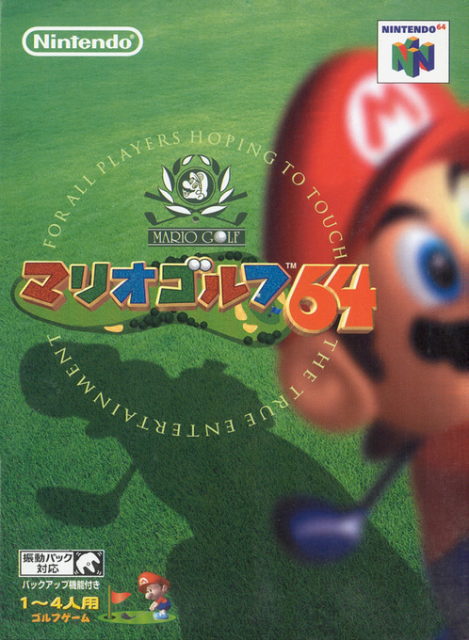 Nintendo®
NINTENDO 64
FOR ALL PLAYERS HOPING TO TOUCH THE TRUE ENTERTAINMENT
MARIO GOLF
マリオゴルフ™64
振動パック
対応
バックアップ機能付き
1〜4人用
ゴルフゲーム